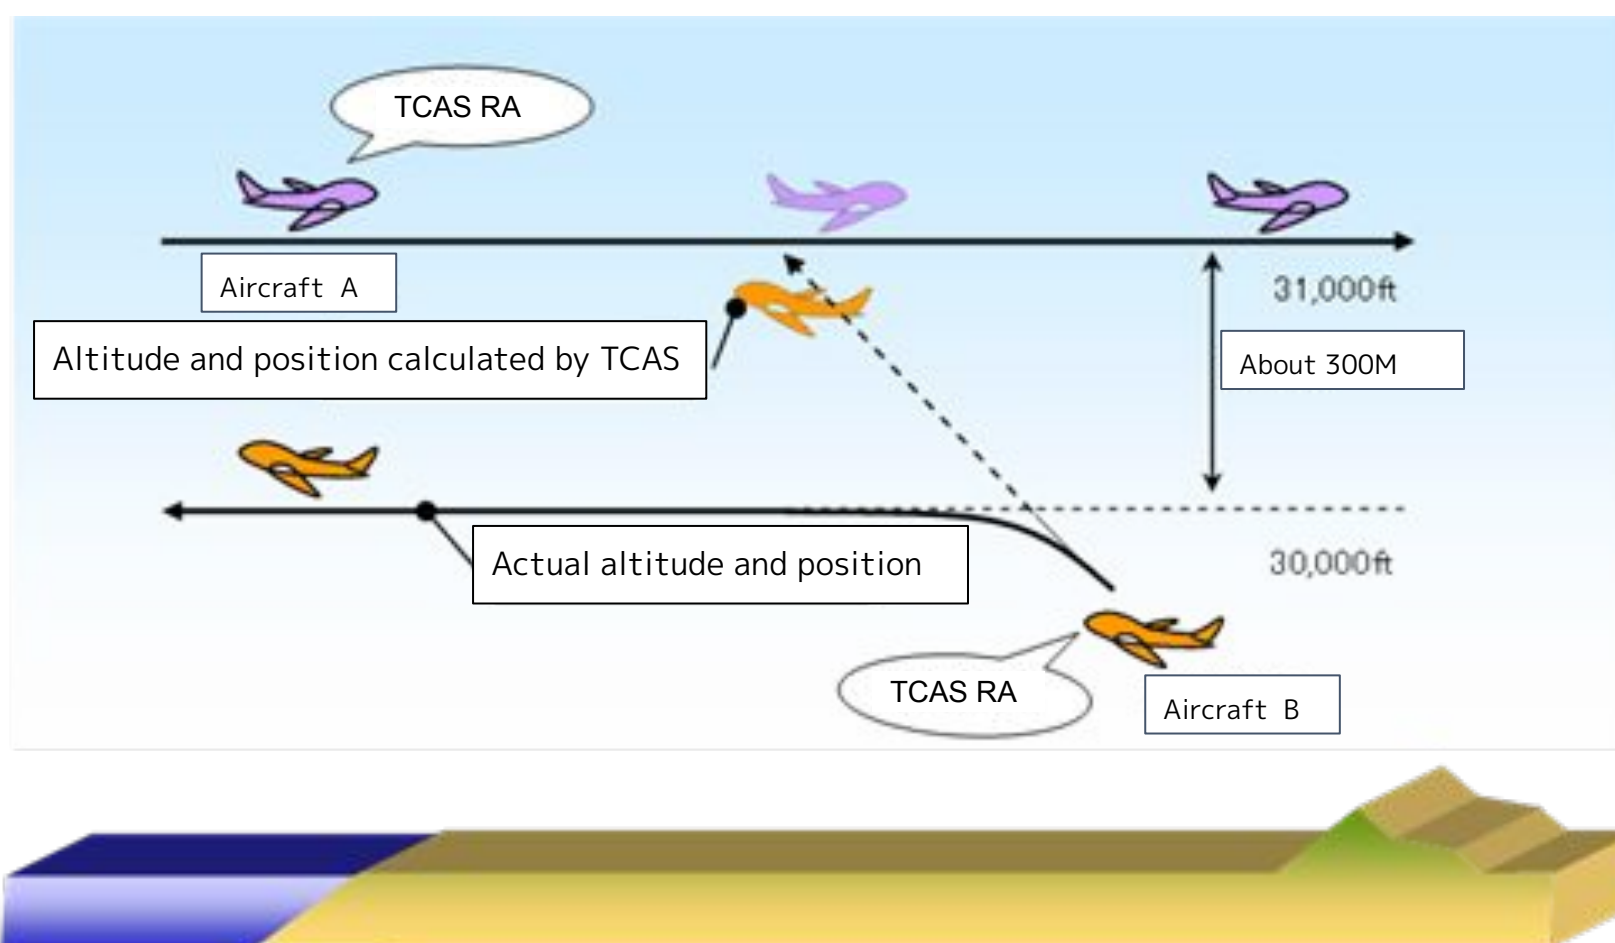 TCAS RA
Aircraft A
31,000ft
Altitude and position calculated by TCAS
About 300M
Actual altitude and position
30,000ft
TCAS RA
Aircraft B